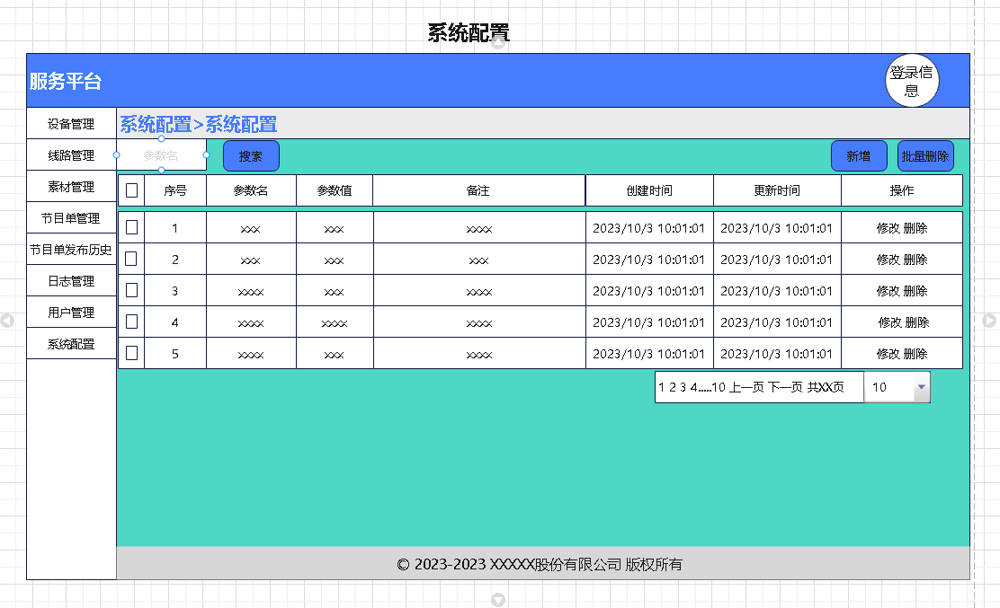 系统配置
服务平台
登录信
息
设备管理
系统配置>系统配置
线路管理
参数名
搜索
新增
批量删除
素材管理
序号 参数名 参数值 备注 创建时间 更新时间 操作
节目单管理
1 xxx xxx xxxx 2023/10/3 10:01:01 2023/10/3 10:01:01 修改 删除
节目单发布历史
2 xxx xxx xxx 2023/10/3 10:01:01 2023/10/3 10:01:01 修改 删除
日志管理
3 xxxx xxx xxxx 2023/10/3 10:01:01 2023/10/3 10:01:01 修改 删除
用户管理
4 xxxx xxxx xxxx 2023/10/3 10:01:01 2023/10/3 10:01:01 修改 删除
系统配置
5 xxxx xxx xxxx 2023/10/3 10:01:01 2023/10/3 10:01:01 修改 删除
1 2 3 4.....10 上一页 下一页 共XX页
10
© 2023-2023 XXXXX股份有限公司 版权所有